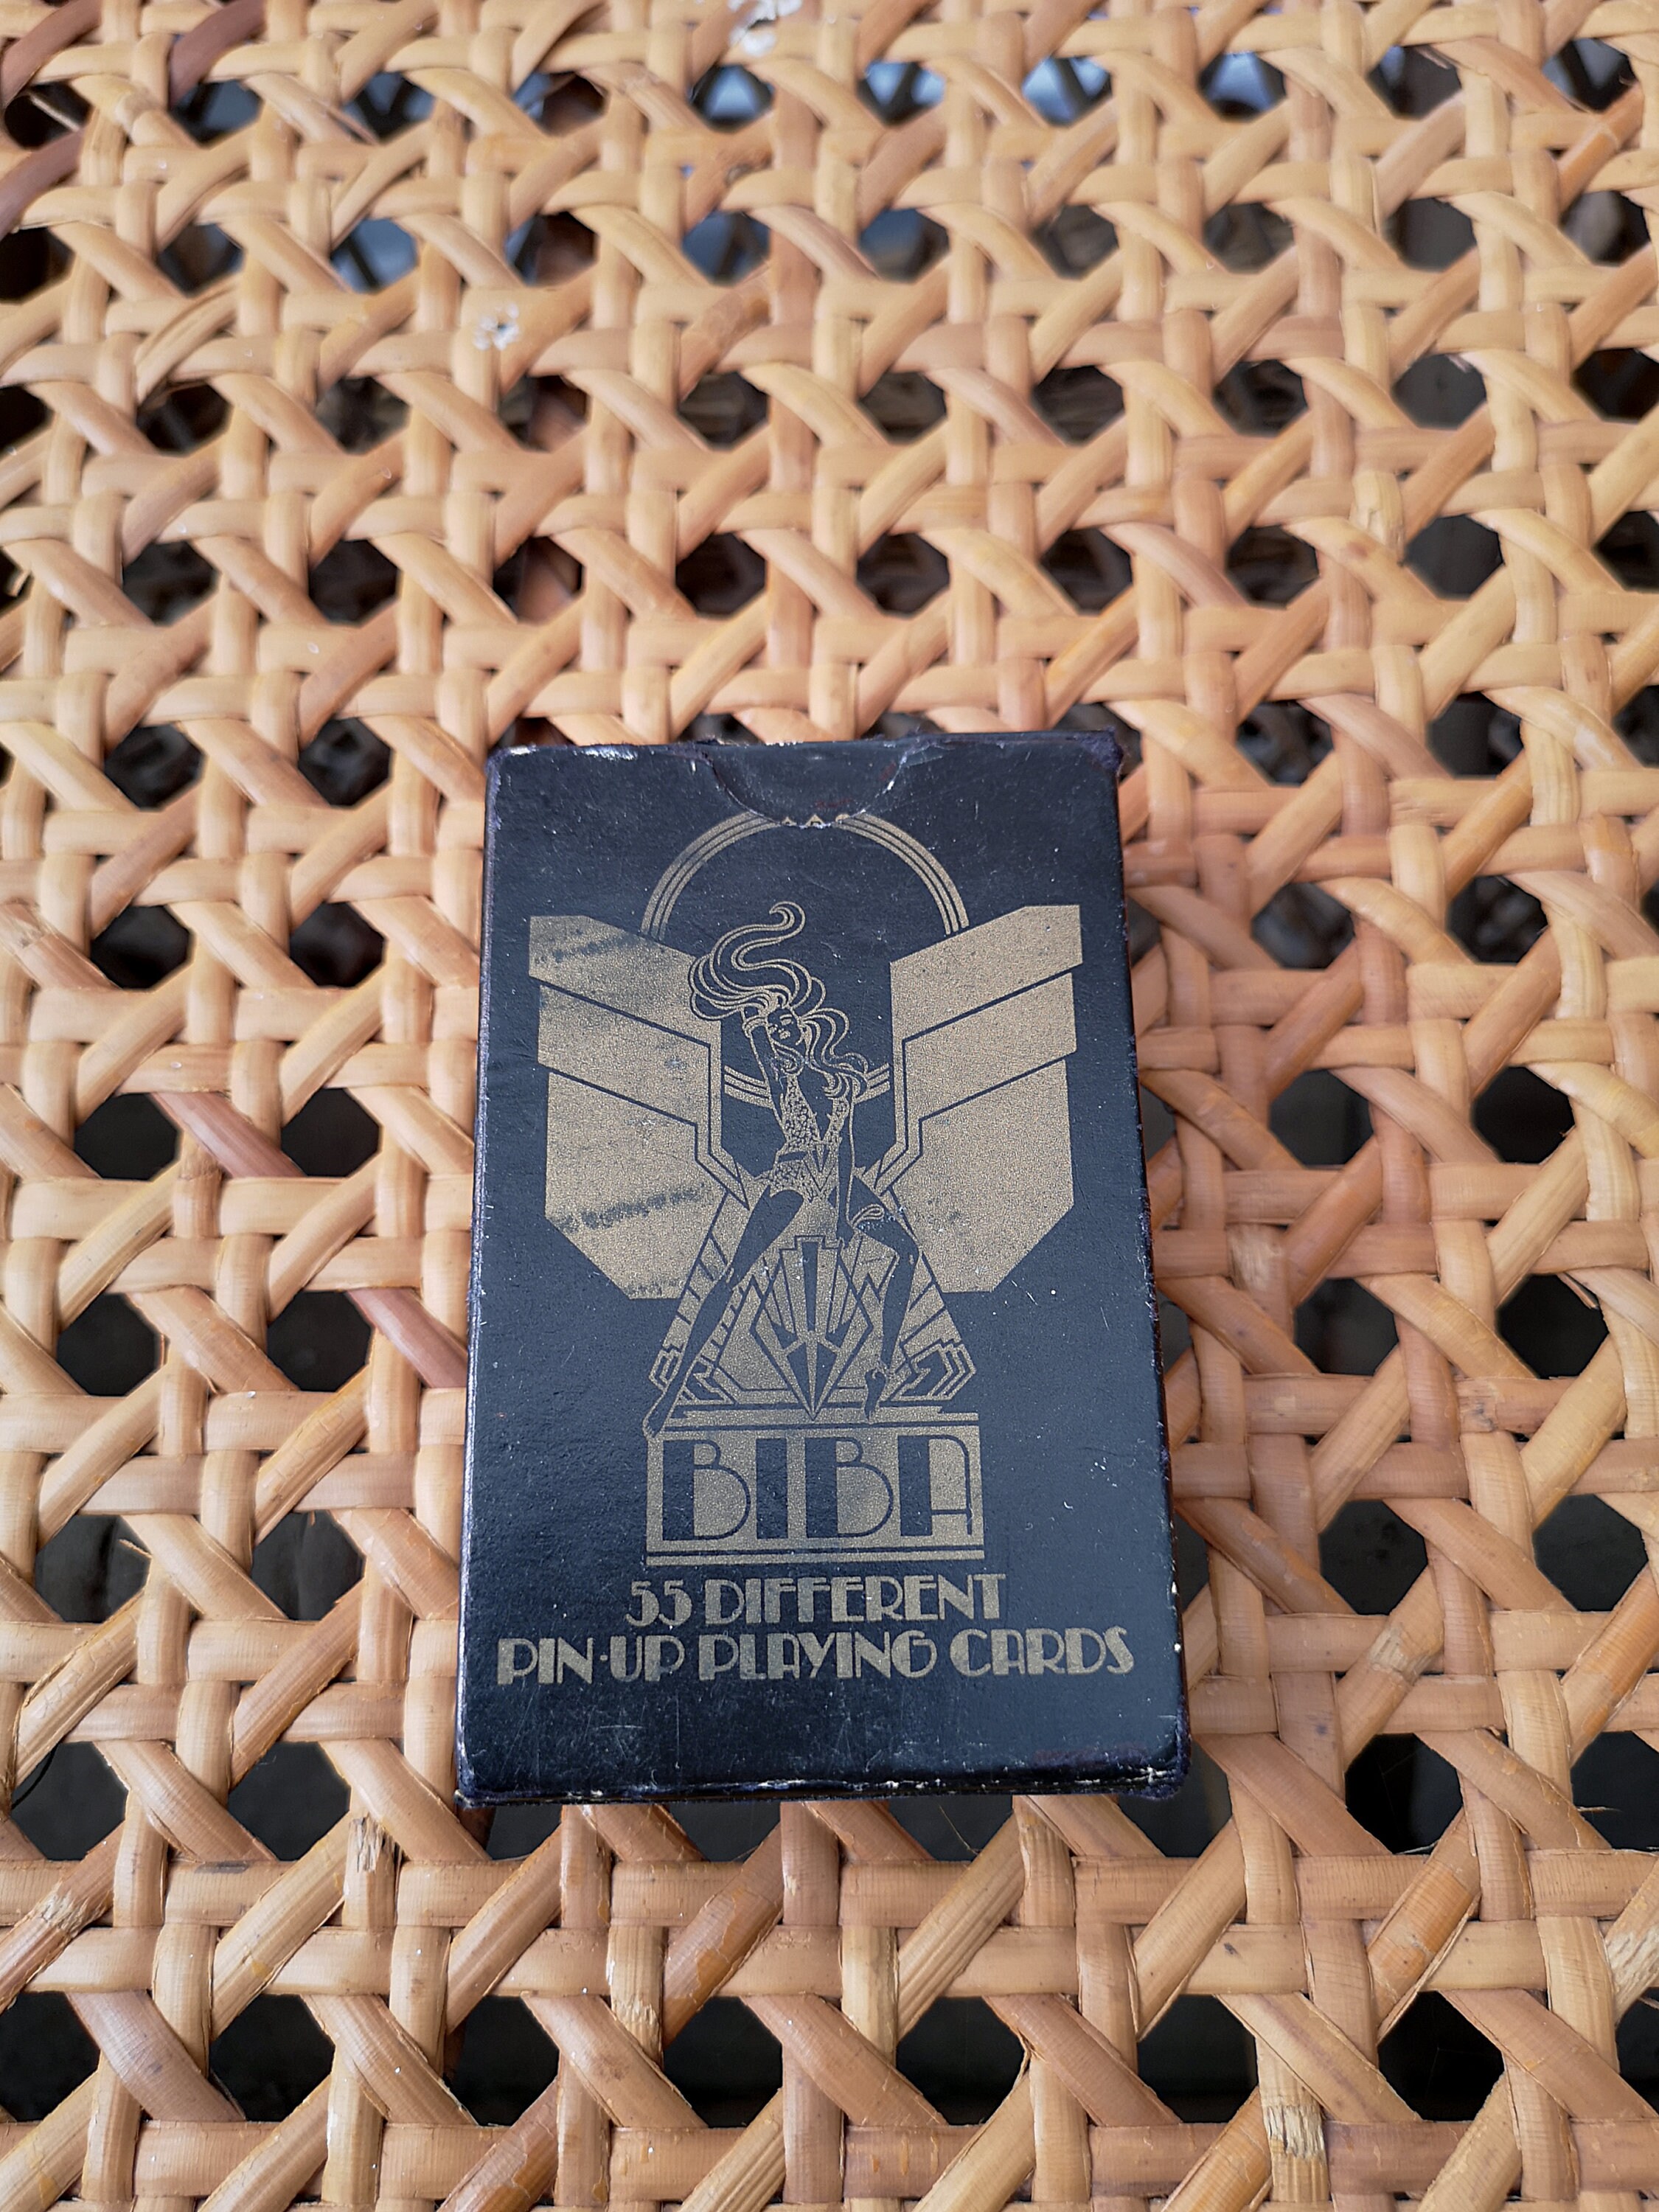 BIBA
55 DIFFERENT
PIN·UP PLAYING CARDS